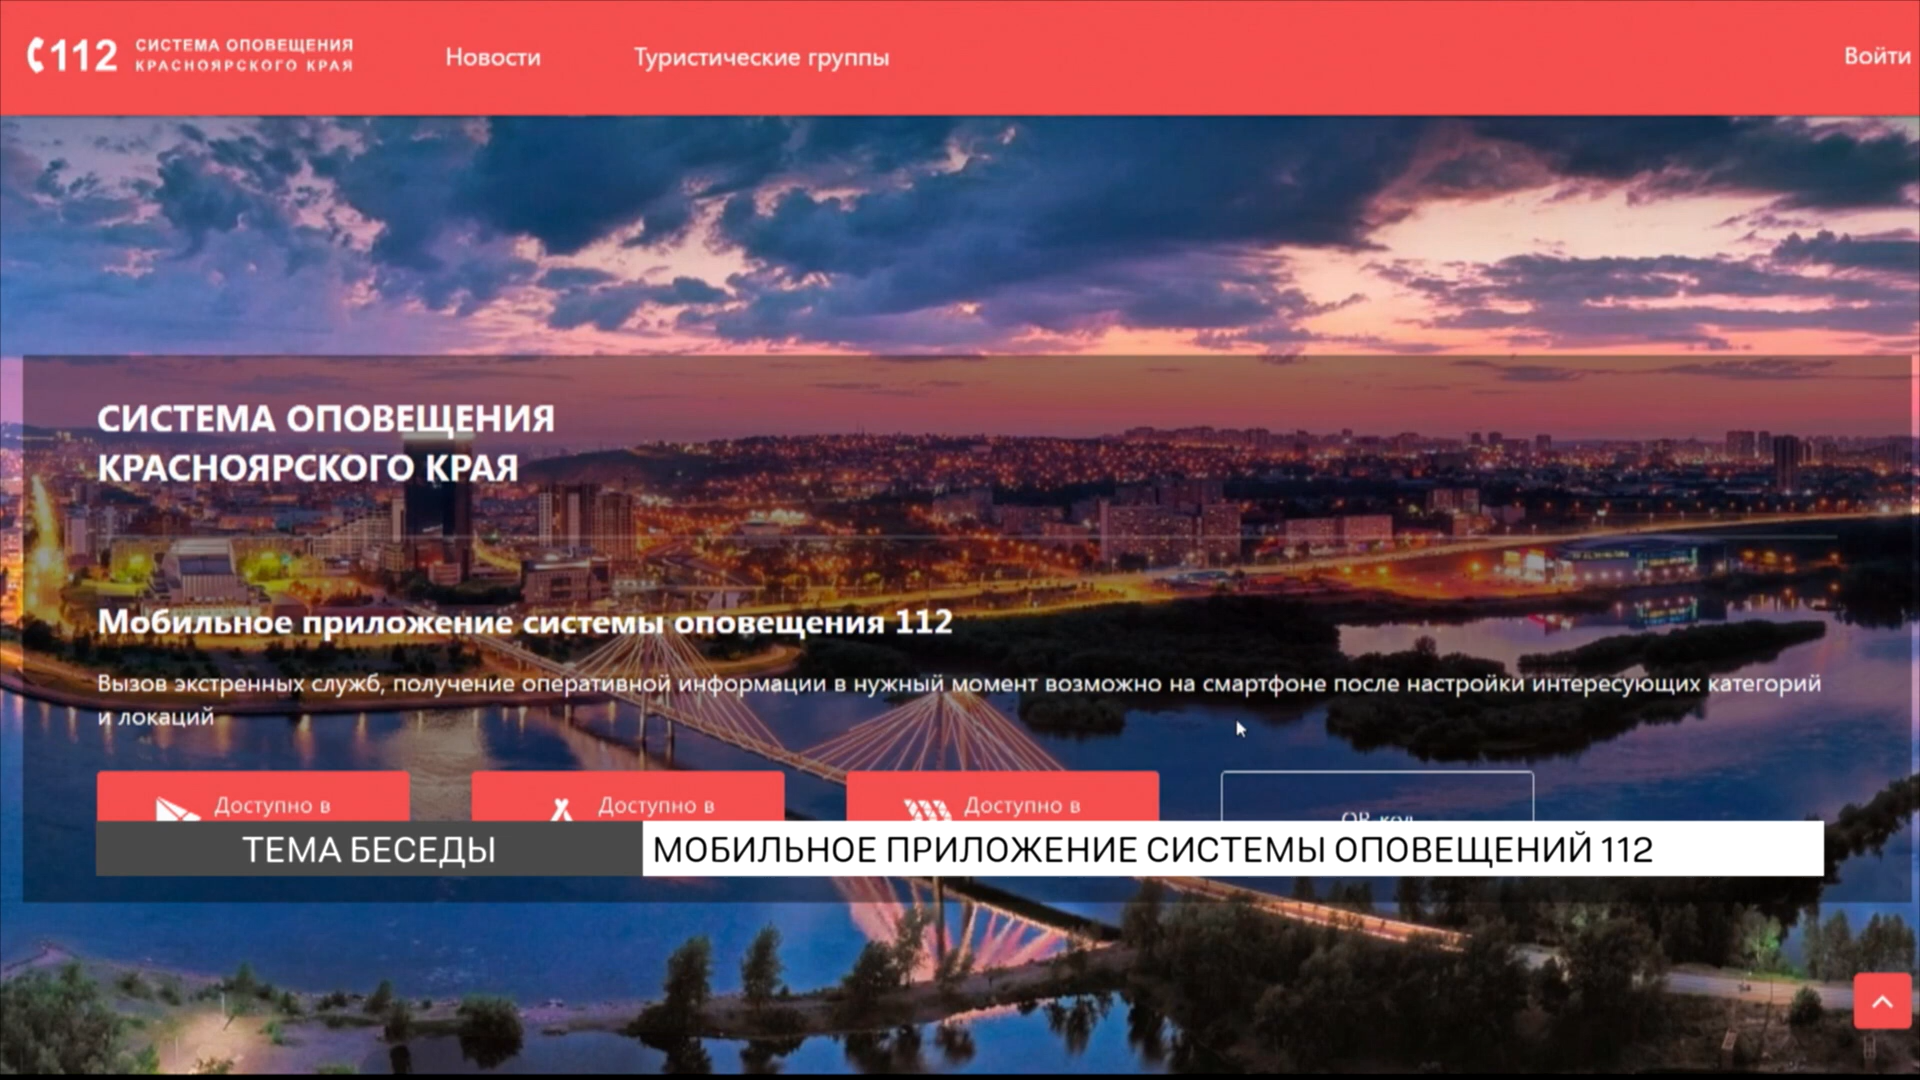 112
СИСТЕМА ОПОВЕЩЕНИЯ
КРАСНОЯРСКОГО КРАЯ
Новости
Туристические группы
Войти
СИСТЕМА ОПОВЕЩЕНИЯ
КРАСНОЯРСКОГО КРАЯ
Мобильное приложение системы оповещения 112
Вызов экстренных служб, получение оперативной информации в нужный момент возможно на смартфоне после настройки интересующих категорий
и локаций
Доступно в
Доступно в
Доступно в
QR-код
ТЕМА БЕСЕДЫ
МОБИЛЬНОЕ ПРИЛОЖЕНИЕ СИСТЕМЫ ОПОВЕЩЕНИЙ 112